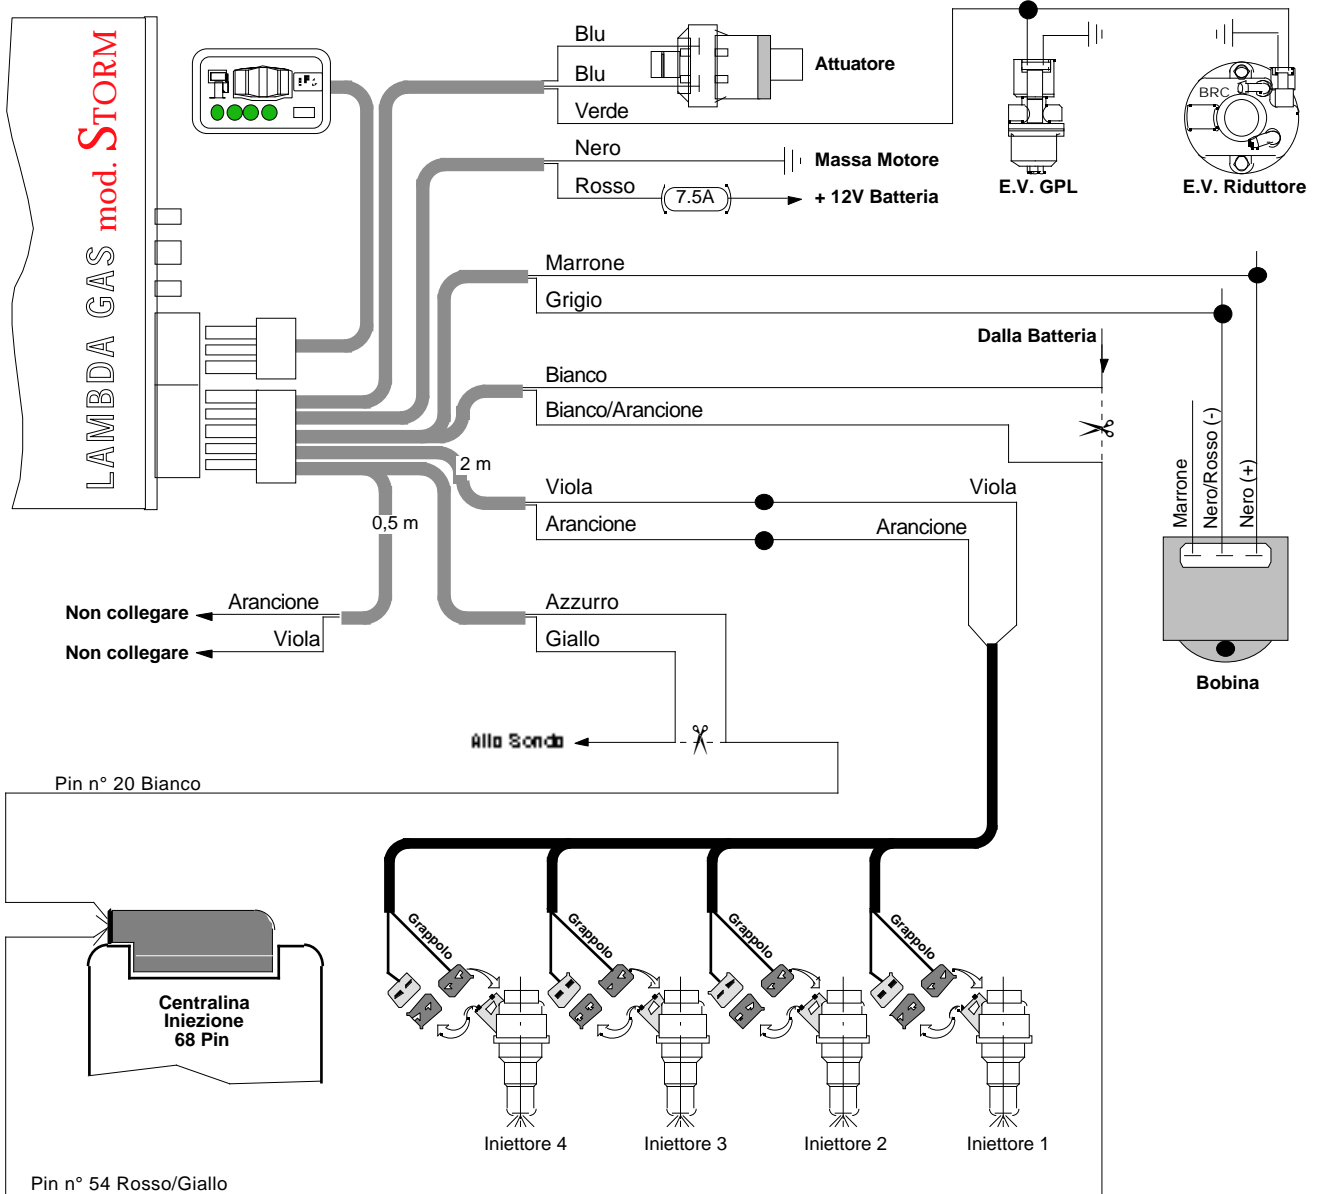 LAMBDA GAS mod. STORM
Blu
Blu
Verde
Attuatore
Nero
Rosso
7.5A
Massa Motore
+ 12V Batteria
E.V. GPL
BRC
E.V. Riduttore
Marrone
Grigio
Dalla Batteria
Bianco
Bianco/Arancione
2 m
0,5 m
Viola
Viola
Arancione
Arancione
Marrone
Nero/Rosso (-)
Nero (+)
Bobina
Non collegare
Arancione
Non collegare
Viola
Azzurro
Giallo
Alla Sonda
Pin n° 20 Bianco
Centralina
Iniezione
68 Pin
Grappolo
Grappolo
Grappolo
Grappolo
Iniettore 4
Iniettore 3
Iniettore 2
Iniettore 1
Pin n° 54 Rosso/Giallo